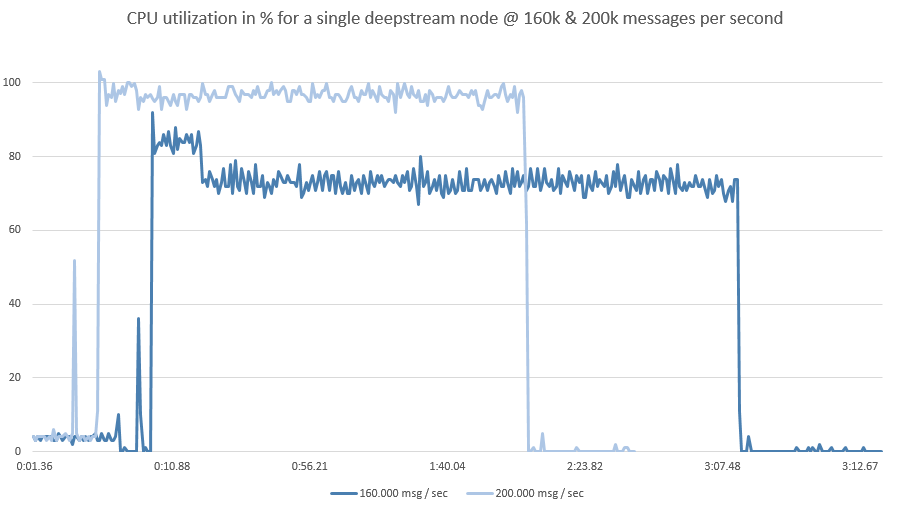 CPU utilization in % for a single deepstream node @ 160k & 200k messages per second
100
80
60
40
20
0
0:01.36 0:10.88 0:56.21 1:40.04 2:23.82 3:07.48 3:12.67
160.000 msg / sec 200.000 msg / sec